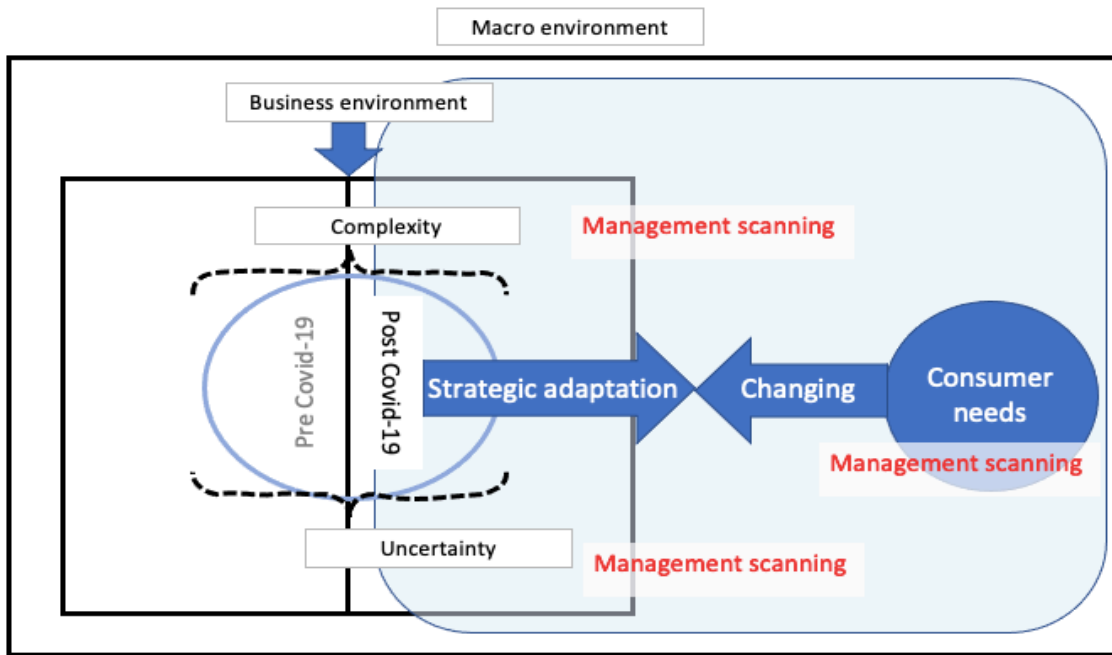 Macro environment
Business environment
Complexity
Management scanning
Pre Covid-19
Post Covid-19
Strategic adaptation
Changing
Consumer
needs
Management scanning
Uncertainty
Management scanning